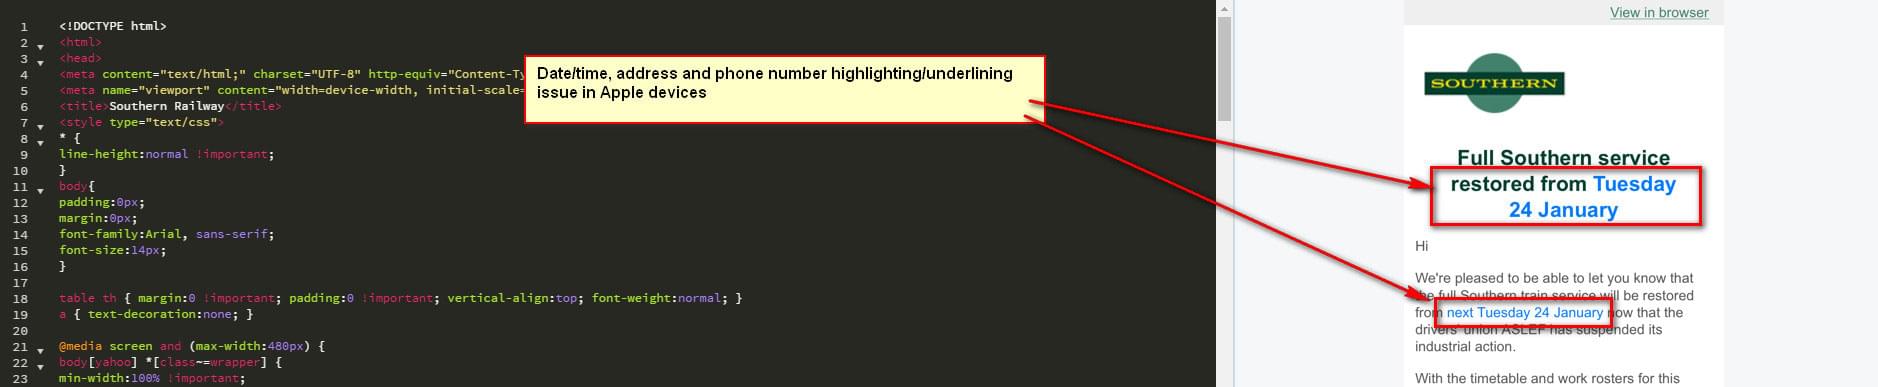 1 <!DOCTYPE html>
2 <html>
3 <head>
4 <meta content="text/html;" charset="UTF-8" http-equiv="Content-Ty
5 <meta name="viewport" content="width=device-width, initial-scale=
6 <title>Southern Railway</title>
7 <style type="text/css">
8 * {
9 line-height:normal !important;
10 }
11 body{
12 padding:0px;
13 margin:0px;
14 font-family:Arial, sans-serif;
15 font-size:14px;
16 }
17
18 table th { margin:0 !important; padding:0 !important; vertical-align:top; font-weight:normal; }
19 a { text-decoration:none; }
20
21 @media screen and (max-width:480px) {
22 body[yahoo] *[class~=wrapper] {
23 min-width:100% !important;
Date/time, address and phone number highlighting/underlining
issue in Apple devices
View in browser
SOUTHERN
Full Southern service
restored from Tuesday
24 January
Hi
We're pleased to be able to let you know that
the full Southern train service will be restored
from next Tuesday 24 January now that the
drivers' union ASLEF has suspended its
industrial action.
With the timetable and work rosters for this